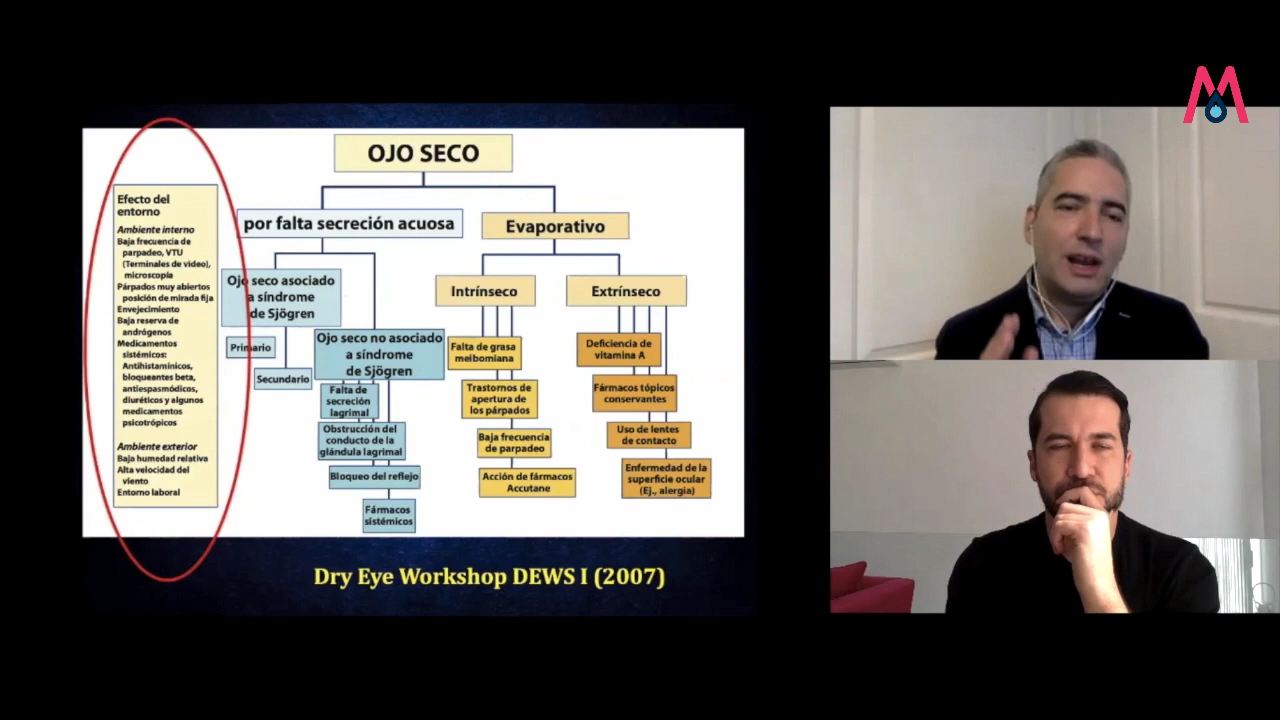 OJO SECO
Efecto del
entorno
Ambiente interno
Baja frecuencia de
parpadeo, VTU
(Terminales de video),
microscopía
Párpados muy abiertos
posición de mirada fija
Envejecimiento
Baja reserva de
andrógenos
Medicamentos
sistémicos:
Antihistamínicos,
bloqueantes beta,
antiespasmódicos,
diuréticos y algunos
medicamentos
psicotrópicos
Ambiente exterior
Baja humedad relativa
Alta velocidad del
viento
Entorno laboral
por falta secreción acuosa
Ojo seco asociado
a síndrome
de Sjögren
Primario
Secundario
Ojo seco no asociado
a síndrome
de Sjögren
Falta de
secreción
lagrimal
Obstrucción del
conducto de la
glándula lagrimal
Bloqueo del reflejo
Fármacos
sistémicos
Evaporativo
Intrínseco
Falta de grasa
meibomiana
Trastornos de
apertura de
los párpados
Baja frecuencia
de parpadeo
Acción de fármacos
Accutane
Extrínseco
Deficiencia de
vitamina A
Fármacos tópicos
conservantes
Uso de lentes
de contacto
Enfermedad de la
superficie ocular
(Ej., alergia)
Dry Eye Workshop DEWS I (2007)
M